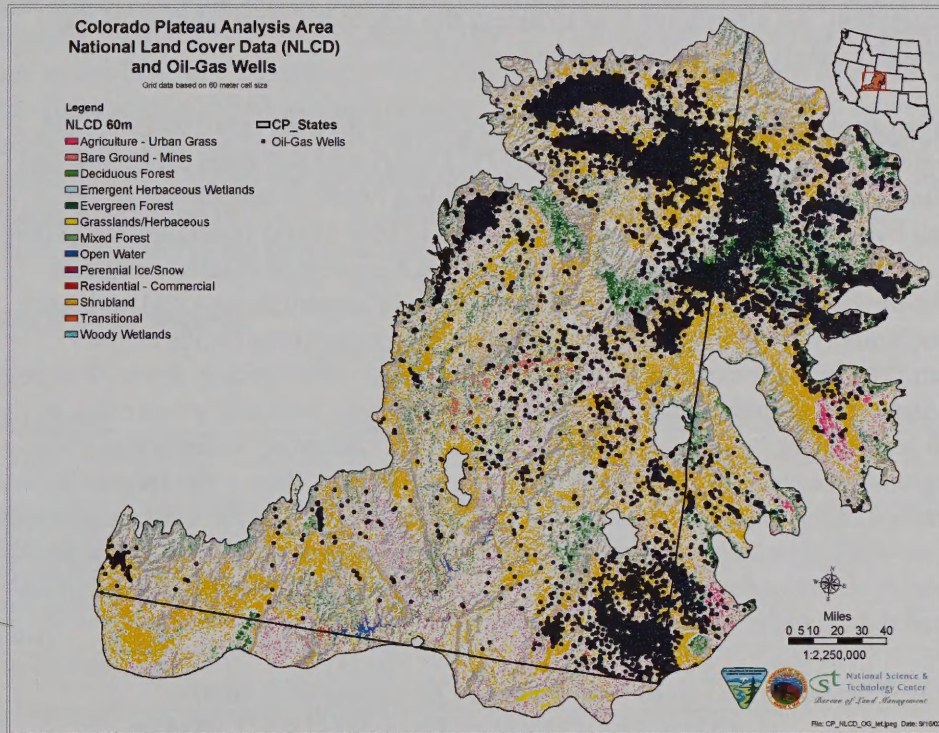 Colorado Plateau Analysis Area
National Land Cover Data (NLCD)
and Oil-Gas Wells
Grid data based on 60 meter cell size
Legend
NLCD 60m
Agriculture - Urban Grass
Bare Ground - Mines
Deciduous Forest
Emergent Herbaceous Wetlands
Evergreen Forest
Grasslands/Herbaceous
Mixed Forest
Open Water
Perennial Ice/Snow
Residential - Commercial
Shrubland
Transitional
Woody Wetlands
CP_States
Oil-Gas Wells
Miles
0 5 10 20 30 40
1:2,250,000
st
National Science &
Technology Center
Bureau of Land Management